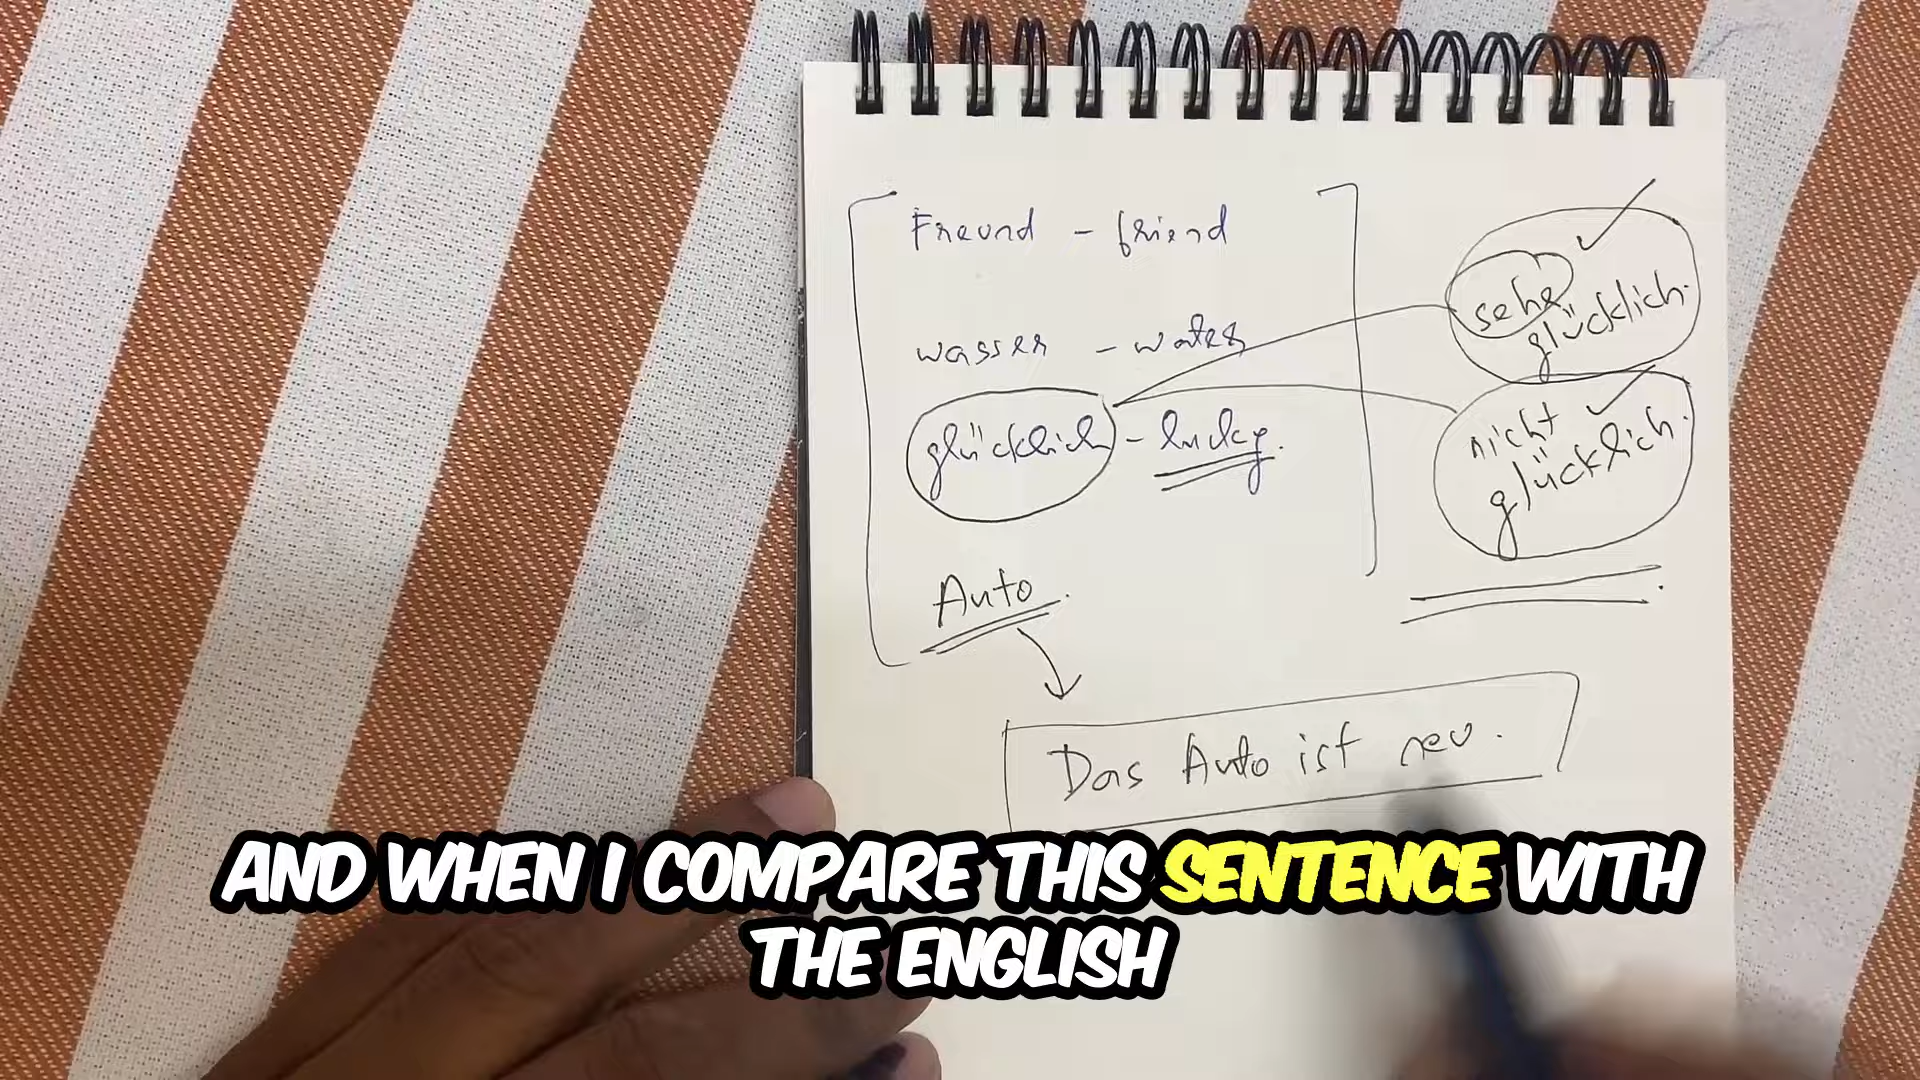 Freund - friend
wasser - water
glücklich - lucky.
Auto.
sehr
glücklich.
nicht
glücklich.
Das Auto ist neu.
AND WHEN I COMPARE THIS SENTENCE WITH
THE ENGLISH